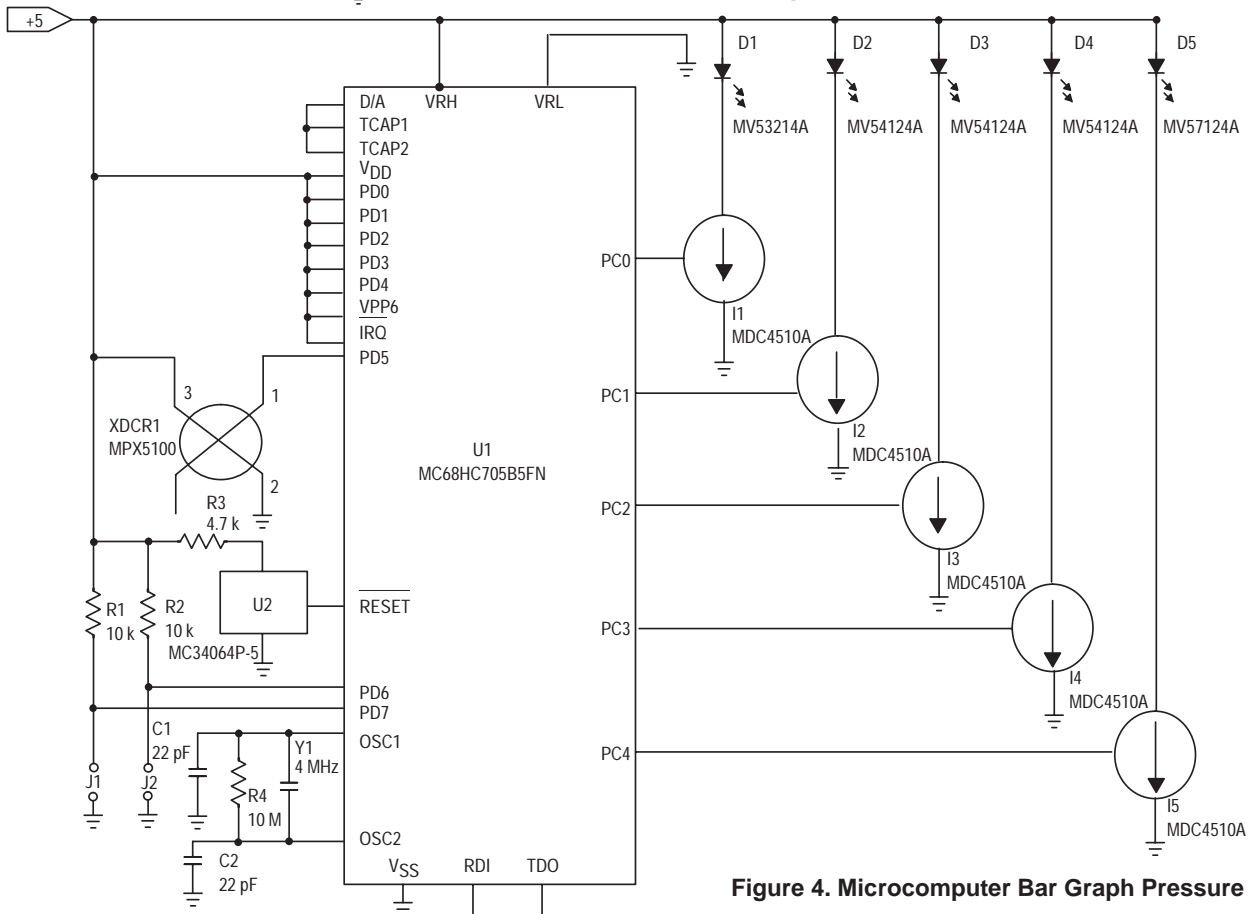 +5
D1
D2
D3
D4
D5
MV53214A
MV54124A
MV54124A
MV54124A
MV57124A
D/A
TCAP1
TCAP2
VDD
PD0
PD1
PD2
PD3
PD4
VPP6
IRQ
PD5
VRH
VRL
XDCR1
MPX5100
3
1
2
R3
4.7 k
R1
10 k
R2
10 k
U2
MC34064P-5
RESET
U1
MC68HC705B5FN
PC0
PC1
PC2
PC3
PC4
I1
MDC4510A
I2
MDC4510A
I3
MDC4510A
I4
MDC4510A
I5
MDC4510A
PD6
PD7
OSC1
OSC2
C1
22 pF
Y1
4 MHz
R4
10 M
C2
22 pF
J1
J2
VSS
RDI
TDO
Figure 4. Microcomputer Bar Graph Pressure